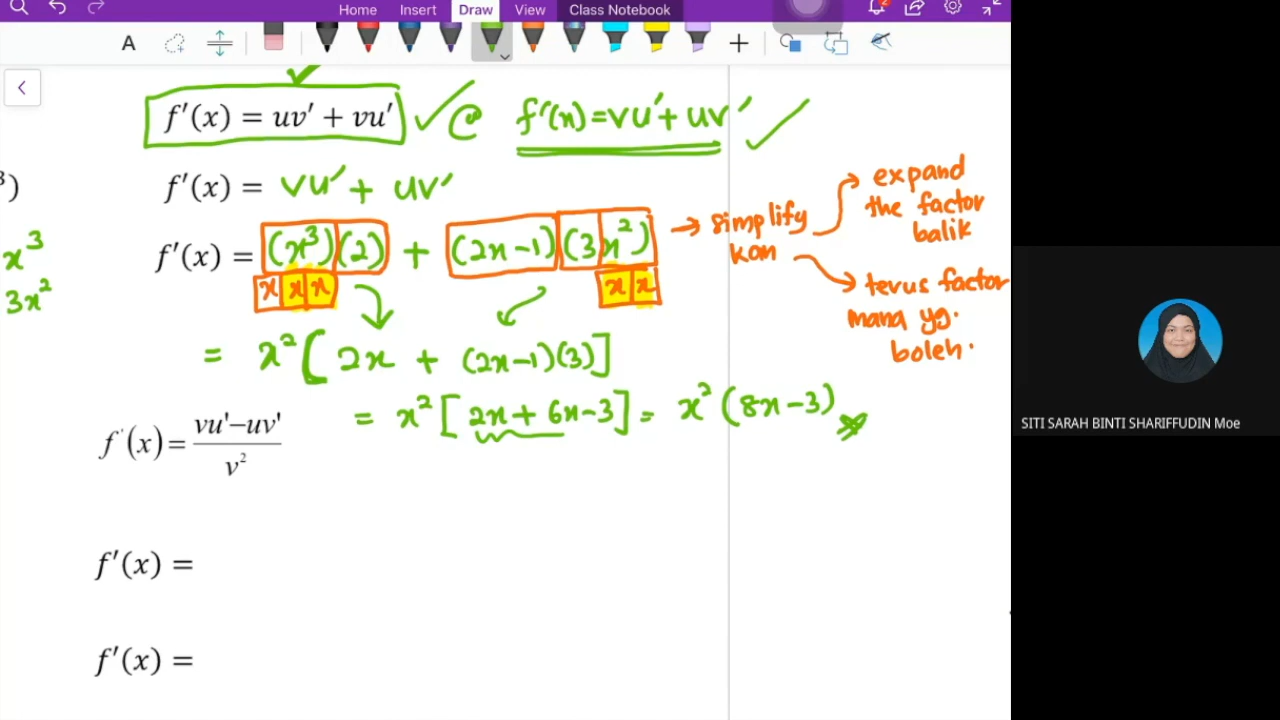 Home Insert Draw View Class Notebook
2
A
f'(x) = uv' + vu' @ f'(x) = vu' + uv'
f'(x) = vu' + uv'
3)
x³
3x²
f'(x) = (x³)(2) + (2x-1)(3x²)
x x x
x x
→ simplify
kan
expand
the factor
balik
terus factor
mana yg.
boleh.
= x² [ 2x + (2x-1)(3) ]
= x² [ 2x + 6x - 3 ] = x² (8x - 3)
f'(x) = vu'-uv' / v²
f'(x) =
f'(x) =
SITI SARAH BINTI SHARIFFUDIN Moe